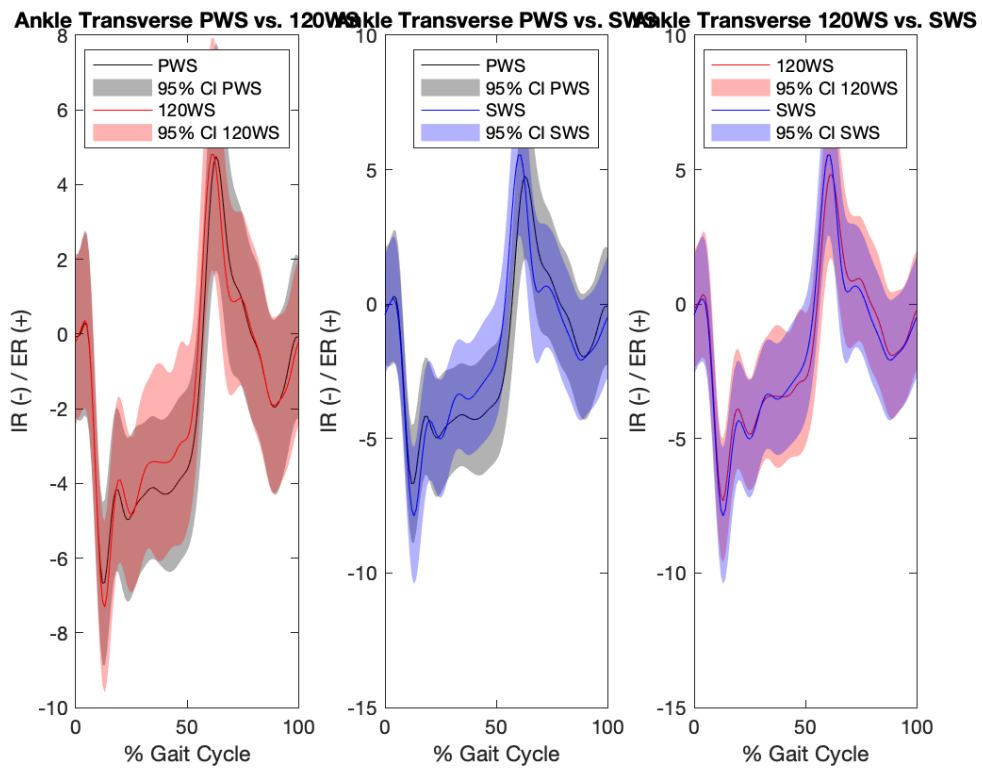 Ankle Transverse PWS vs. 120WS
8
6
4
2
0
-2
-4
-6
-8
-10
IR (-) / ER (+)
PWS
95% CI PWS
120WS
95% CI 120WS
0
50
100
% Gait Cycle
Ankle Transverse PWS vs. SWS
10
5
0
-5
-10
-15
IR (-) / ER (+)
PWS
95% CI PWS
SWS
95% CI SWS
0
50
100
% Gait Cycle
Ankle Transverse 120WS vs. SWS
10
5
0
-5
-10
-15
IR (-) / ER (+)
120WS
95% CI 120WS
SWS
95% CI SWS
0
50
100
% Gait Cycle